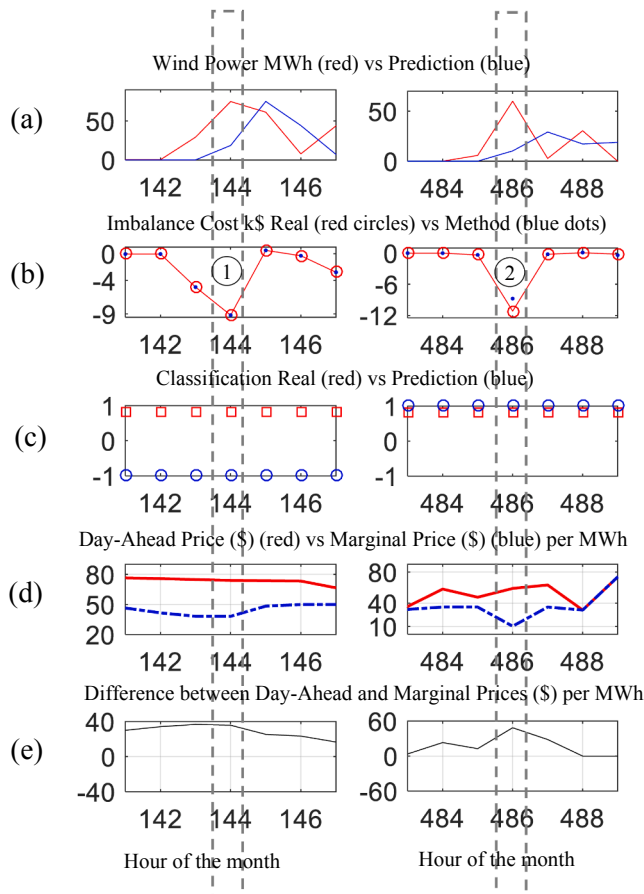 Wind Power MWh (red) vs Prediction (blue)
(a)
50
0
142 144 146
50
0
484 486 488
Imbalance Cost k$ Real (red circles) vs Method (blue dots)
(b)
0
-4
-9
1
142 144 146
0
-6
-12
2
484 486 488
Classification Real (red) vs Prediction (blue)
(c)
1
0
-1
142 144 146
1
0
-1
484 486 488
Day-Ahead Price ($) (red) vs Marginal Price ($) (blue) per MWh
(d)
80
50
20
142 144 146
80
40
10
484 486 488
Difference between Day-Ahead and Marginal Prices ($) per MWh
(e)
40
0
-40
142 144 146
60
0
-60
484 486 488
Hour of the month
Hour of the month